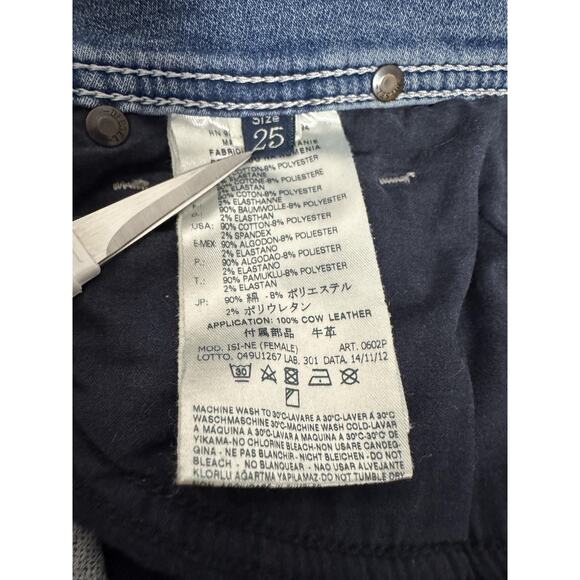 Size
25
ELASTANE
COTONE-8% POLIESTERE
ELASTAN
COTON-8% POLYESTER
2% ELASTHANNE
90% BAUMWOLLE-8% POLYESTER
2% ELASTHAN
USA: 90% COTTON-8% POLYESTER
2% SPANDEX
E-MEX: 90% ALGODON-8% POLYESTER
2% ELASTANO
P.: 90% ALGODAO-8% POLYESTER
2% ELASTANO
T.: 90% PAMUKLU-8% POLYESTER
2% ELASTAN
JP: 90% 綿 -8% ポリエステル
2% ポリウレタン
APPLICATION: 100% COW LEATHER
付属部品 牛革
MOD. ISI-NE (FEMALE) ART. 0602P
LOTTO. 049U1267 LAB. 301 DATA. 14/11/12
30
MACHINE WASH TO 30°C-LAVARE A 30°C-LAVER Á 30°C
WASCHMASCHINE 30°C-MACHINE WASH COLD-LAVAR
A MÁQUINA A 30°C-LAVAR A MAQUINA A 30°C-30°C DE
YIKAMA-NO CHLORINE BLEACH-NON USARE CANDEG-
GINA - NE PAS BLANCHIR - NICHT BLEICHEN - DO NOT
BLEACH - NO BLANQUEAR - NAO USAR ALVEJANTE
KLORLU AGARTMA YAPILAMAZ-DO NOT TUMBLE DRY